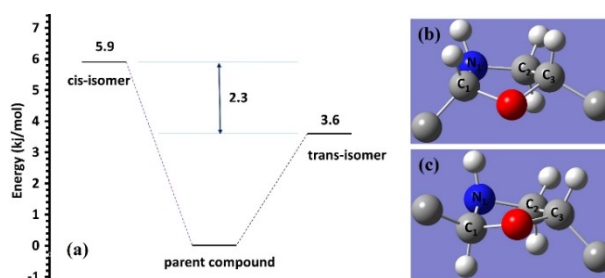 7
6
5
4
3
2
1
0
-1
Energy (kj/mol)
5.9
cis-isomer
2.3
3.6
trans-isomer
parent compound
(a)
(b)
N
C2
C3
C1
(c)
N
C2
C3
C1